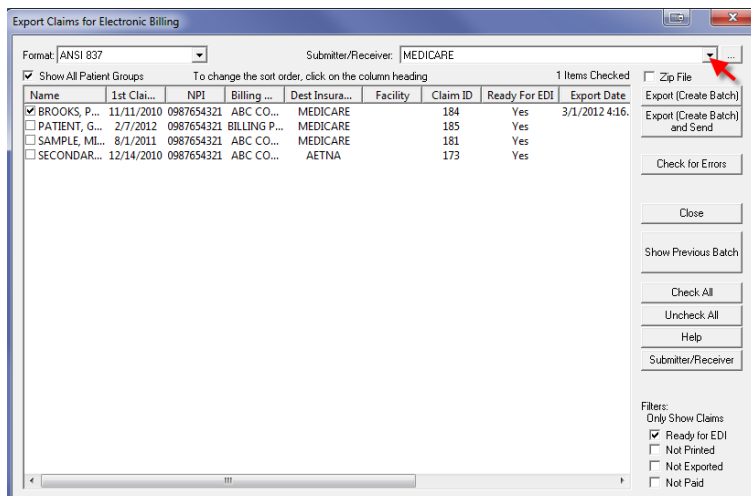 Export Claims for Electronic Billing
Format: ANSI 837 Submitter/Receiver: MEDICARE ...
Show All Patient Groups To change the sort order, click on the column heading 1 Items Checked Zip File
Name 1st Clai... NPI Billing ... Dest Insura... Facility Claim ID Ready For EDI Export Date
BROOKS, P... 11/11/2010 0987654321 ABC CO... MEDICARE 184 Yes 3/1/2012 4:16.
PATIENT, G... 2/7/2012 0987654321 BILLING P... MEDICARE 185 Yes
SAMPLE, MI... 8/1/2011 0987654321 ABC CO... MEDICARE 181 Yes
SECONDAR... 12/14/2010 0987654321 ABC CO... AETNA 173 Yes
Export (Create Batch)
Export (Create Batch)
and Send
Check for Errors
Close
Show Previous Batch
Check All
Uncheck All
Help
Submitter/Receiver
Filters:
Only Show Claims
Ready for EDI
Not Printed
Not Exported
Not Paid